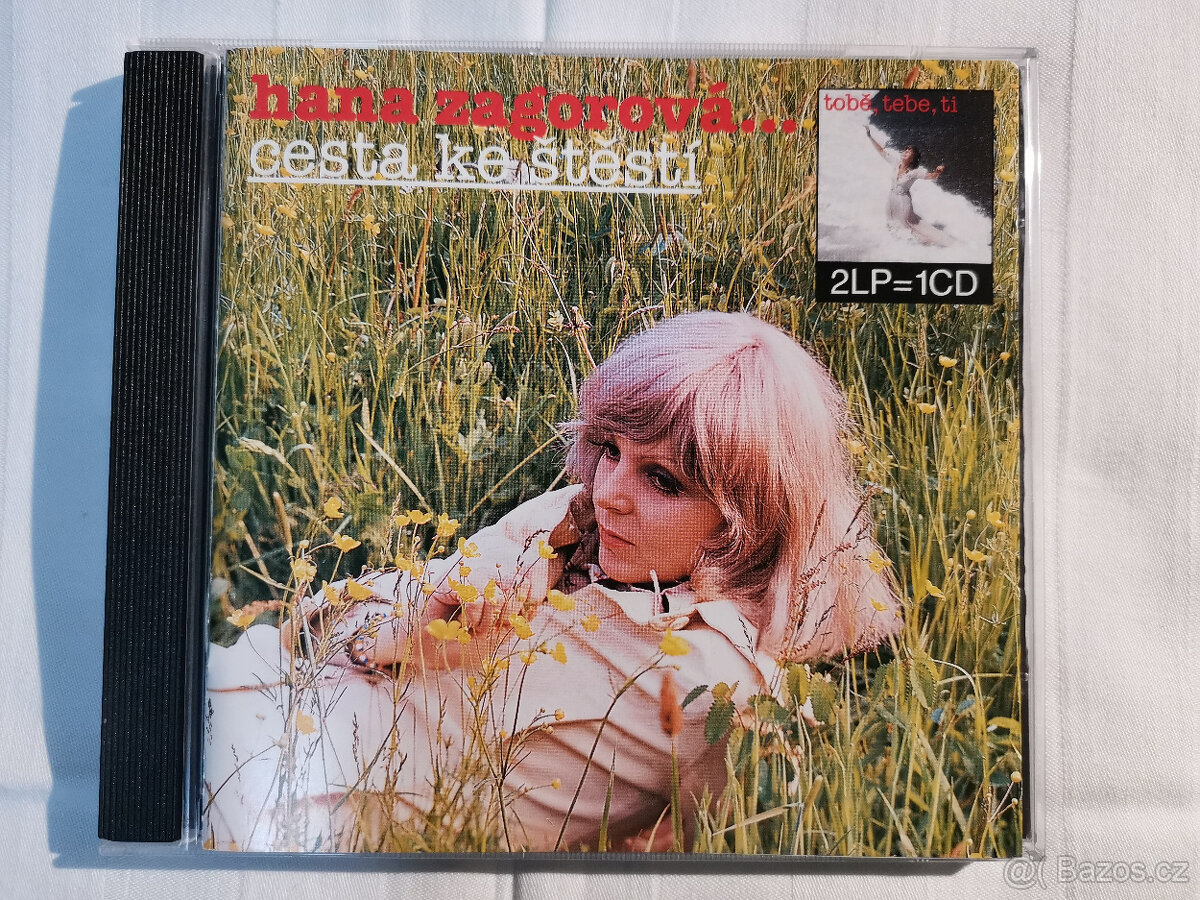 hana zagorová...
cesta ke štěstí
tobě, tebe, ti
2LP=1CD
@( Bazos.cz